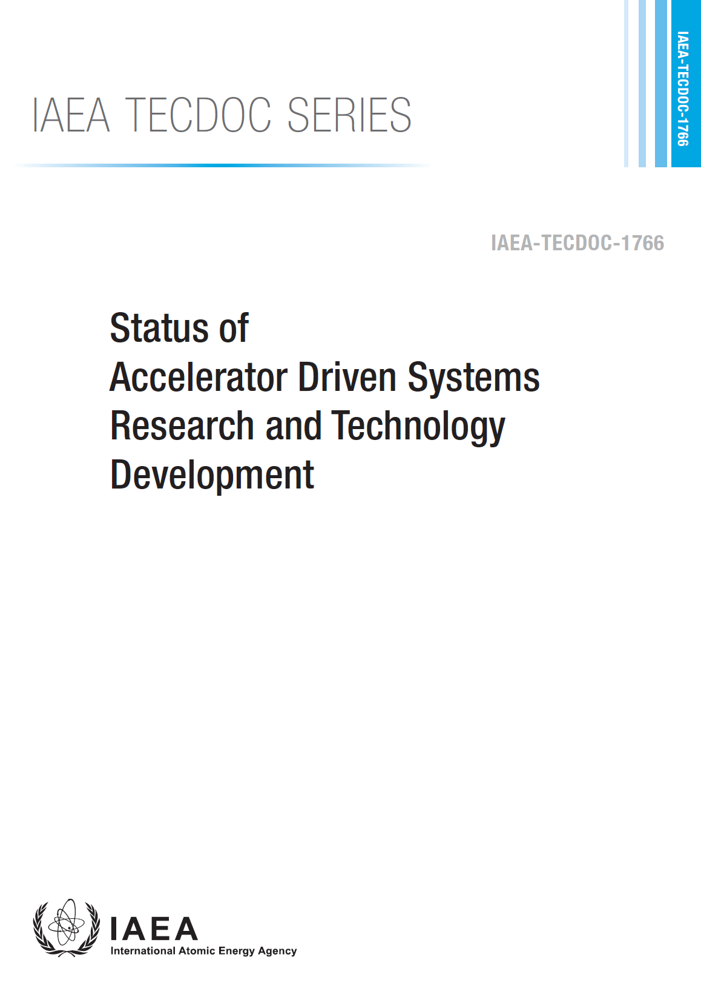 IAEA-TECDOC-1766
IAEA TECDOC SERIES
IAEA-TECDOC-1766
Status of
Accelerator Driven Systems
Research and Technology
Development
IAEA
International Atomic Energy Agency